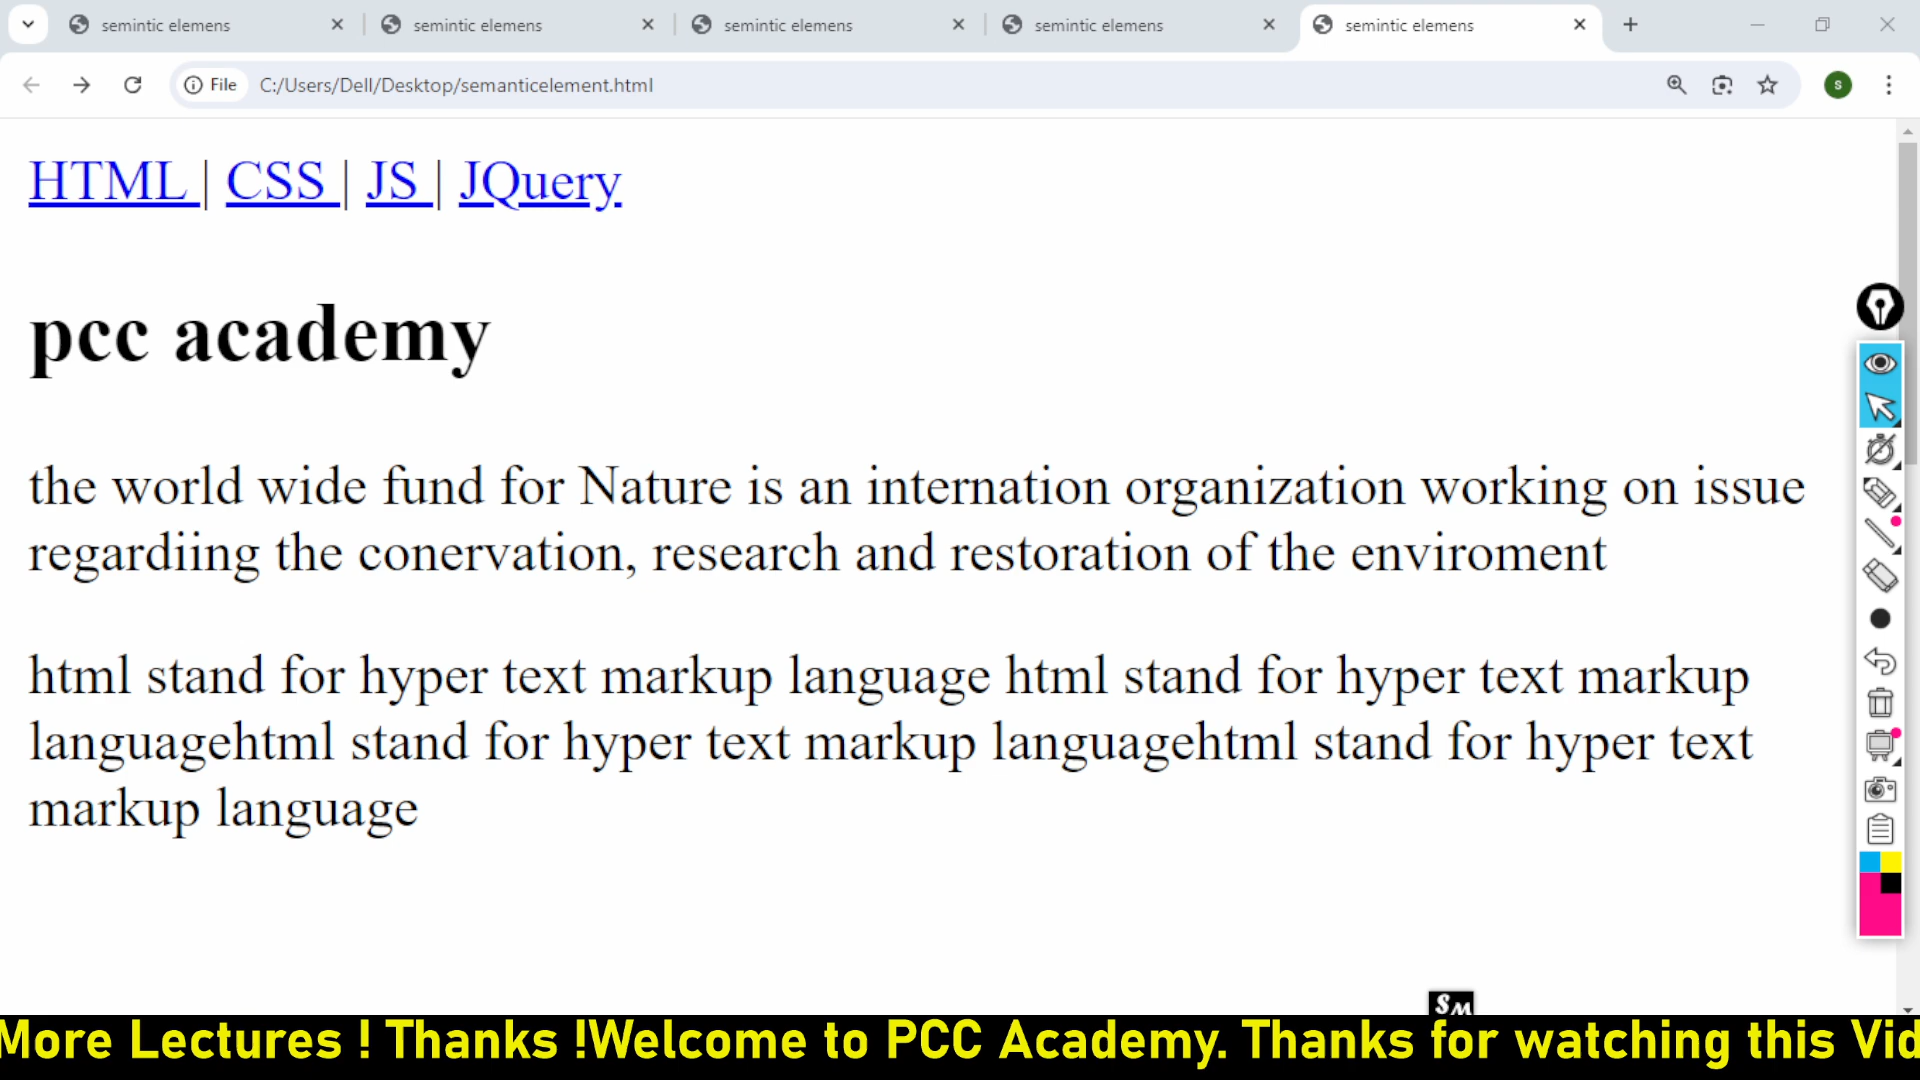 semintic elemens
semintic elemens
semintic elemens
semintic elemens
semintic elemens
File
C:/Users/Dell/Desktop/semanticelement.html
s
HTML | CSS | JS | JQuery
pcc academy
the world wide fund for Nature is an internation organization working on issue
regardiing the conervation, research and restoration of the enviroment
html stand for hyper text markup language html stand for hyper text markup
languagehtml stand for hyper text markup languagehtml stand for hyper text
markup language
SM
More Lectures ! Thanks !Welcome to PCC Academy. Thanks for watching this Vid